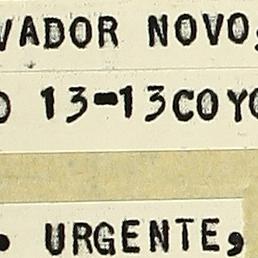 VADOR NOVO,
O 13-13COYO
. URGENTE,